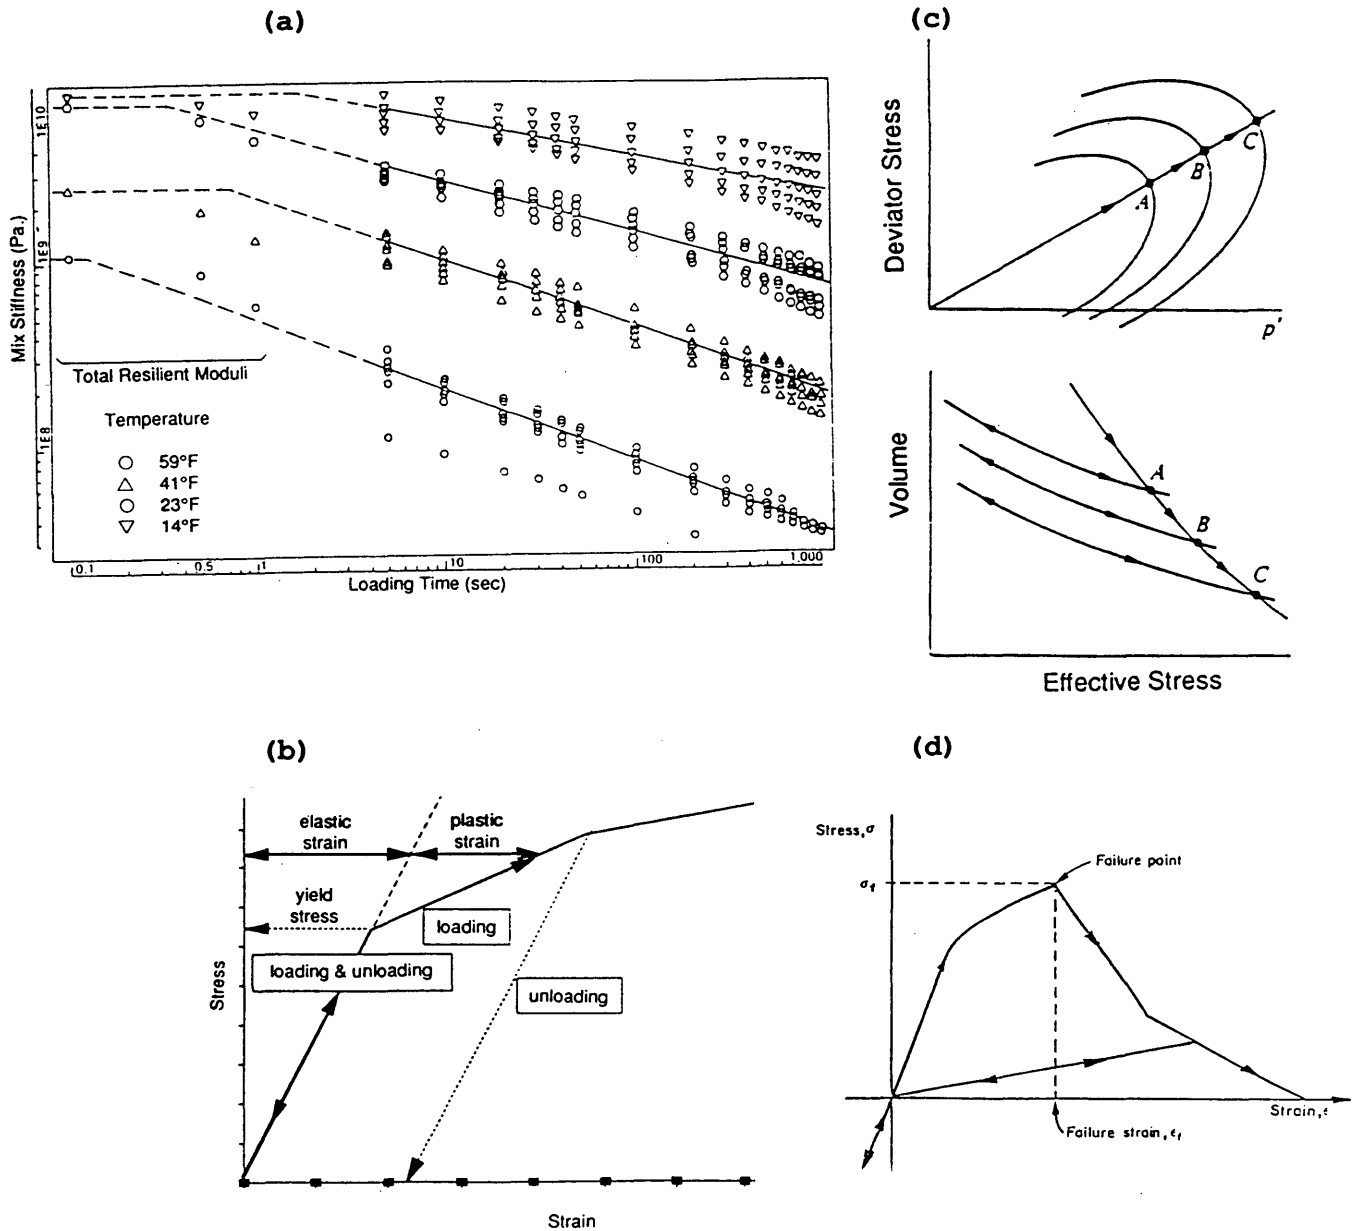 (a)
Mix Stiffness (Pa.)
1E10
1E9
1E8
Total Resilient Moduli
Temperature
59°F
41°F
23°F
14°F
0.1
0.5
1
10
100
1,000
Loading Time (sec)
(c)
Deviator Stress
A
B
C
p'
Volume
A
B
C
Effective Stress
(b)
elastic
strain
plastic
strain
yield
stress
loading
loading & unloading
unloading
Stress
Strain
(d)
Stress,σ
σf
Failure point
Strain,ϵ
Failure strain,ϵf